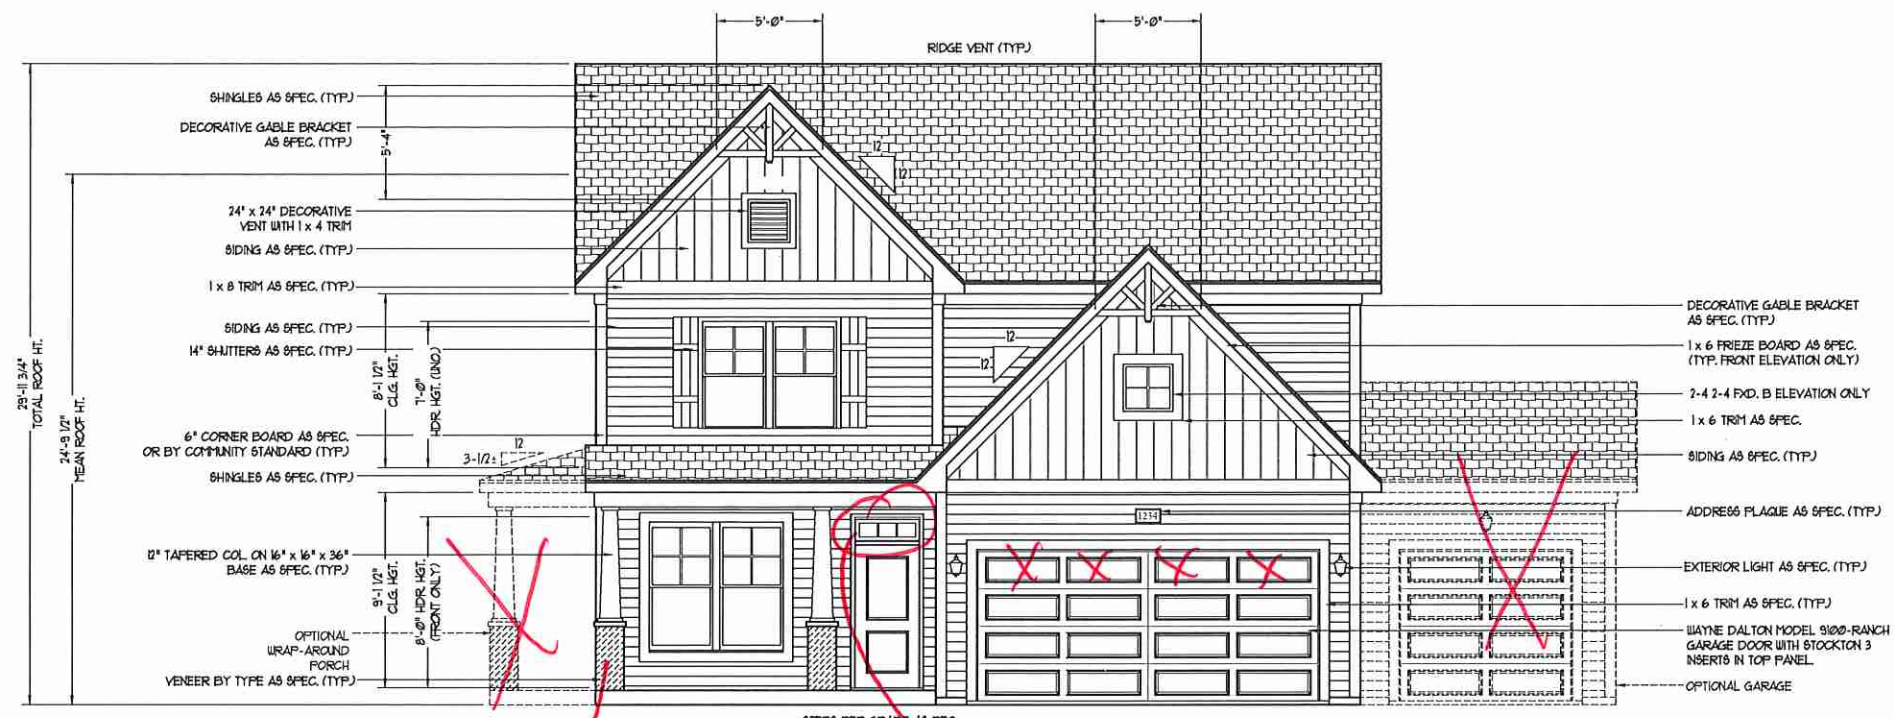 5'-0"
5'-0"
RIDGE VENT (TYP.)
SHINGLES AS SPEC. (TYP.)
DECORATIVE GABLE BRACKET
AS SPEC. (TYP.)
5'-4"
12
12
24" x 24" DECORATIVE
VENT WITH 1 x 4 TRIM
SIDING AS SPEC. (TYP.)
1 x 8 TRIM AS SPEC. (TYP.)
SIDING AS SPEC. (TYP.)
14" SHUTTERS AS SPEC. (TYP.)
29'-11 3/4"
TOTAL ROOF HT.
24'-9 1/2"
MEAN ROOF HT.
8'-1 1/2"
CLG. HGT.
7'-0"
HDR. HGT. (UNO.)
12
12
6" CORNER BOARD AS SPEC.
OR BY COMMUNITY STANDARD (TYP.)
12
3-1/2±
SHINGLES AS SPEC. (TYP.)
12" TAPERED COL. ON 16" x 16" x 36"
BASE AS SPEC. (TYP.)
9'-1 1/2"
CLG. HGT.
8'-0" HDR. HGT.
(FRONT ONLY)
OPTIONAL
WRAP-AROUND
PORCH
VENEER BY TYPE AS SPEC. (TYP.)
1234
DECORATIVE GABLE BRACKET
AS SPEC. (TYP.)
1 x 6 FRIEZE BOARD AS SPEC.
(TYP. FRONT ELEVATION ONLY)
2-4 2-4 FXD. B ELEVATION ONLY
1 x 6 TRIM AS SPEC.
SIDING AS SPEC. (TYP.)
ADDRESS PLAQUE AS SPEC. (TYP.)
EXTERIOR LIGHT AS SPEC. (TYP.)
1 x 6 TRIM AS SPEC. (TYP.)
WAYNE DALTON MODEL 9100-RANCH
GARAGE DOOR WITH STOCKTON 3
INSERTS IN TOP PANEL.
OPTIONAL GARAGE